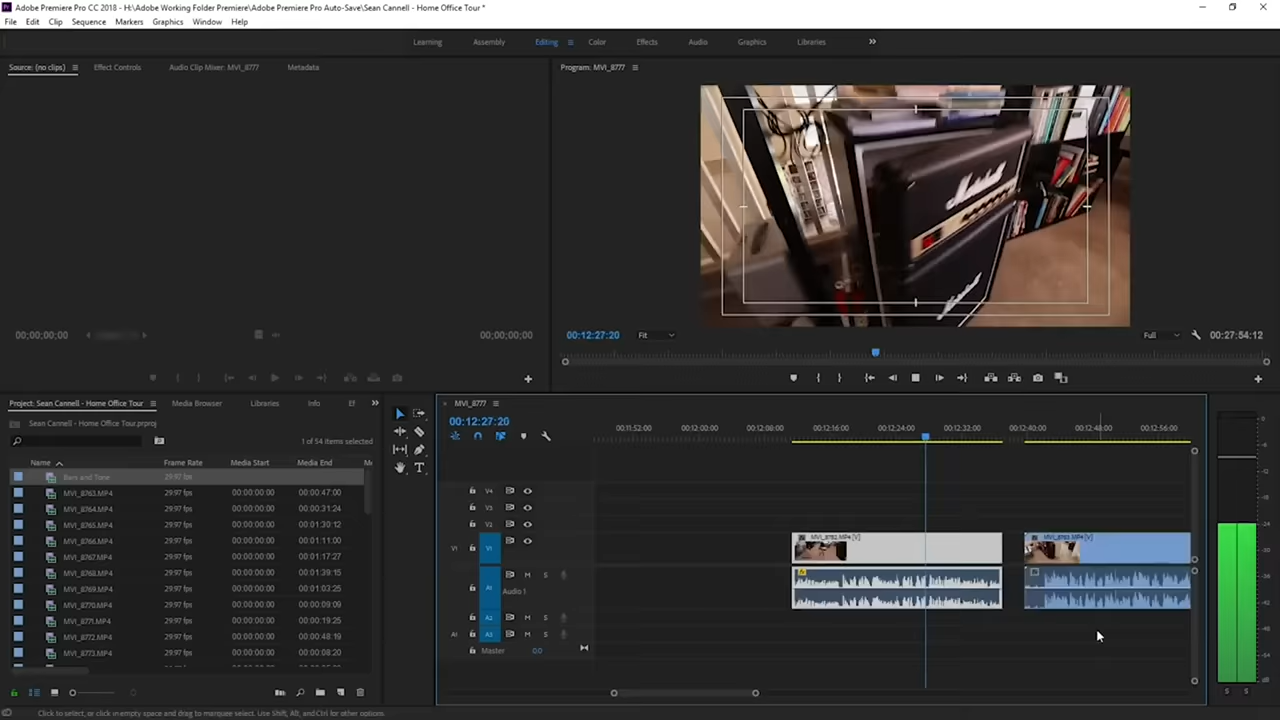 Adobe Premiere Pro CC 2018 - H:\Adobe Working Folder Premiere\Adobe Premiere Pro Auto-Save\Sean Cannell - Home Office Tour *
File Edit Clip Sequence Markers Graphics Window Help
Learning Assembly Editing Color Effects Audio Graphics Libraries
Source: (no clips) Effect Controls Audio Clip Mixer: MVI_8777 Metadata
Program: MVI_8777
Marshall
00;00;00;00 00;00;00;00
00:12:27:20 Fit Full 00:27:54:12
Project: Sean Cannell - Home Office Tour Media Browser Libraries Info Ef
Sean Cannell - Home Office Tour.prproj
1 of 54 items selected
Name Frame Rate Media Start Media End
Bars and Tone 29.97 fps
MVI_8763.MP4 29.97 fps 00:00:00:00 00:00:47:00
MVI_8764.MP4 29.97 fps 00:00:00:00 00:00:31:24
MVI_8765.MP4 29.97 fps 00:00:00:00 00:01:30:12
MVI_8766.MP4 29.97 fps 00:00:00:00 00:01:11:00
MVI_8767.MP4 29.97 fps 00:00:00:00 00:01:17:27
MVI_8768.MP4 29.97 fps 00:00:00:00 00:01:39:15
MVI_8769.MP4 29.97 fps 00:00:00:00 00:01:03:25
MVI_8770.MP4 29.97 fps 00:00:00:00 00:00:09:09
MVI_8771.MP4 29.97 fps 00:00:00:00 00:00:19:25
MVI_8772.MP4 29.97 fps 00:00:00:00 00:00:48:19
MVI_8773.MP4 29.97 fps 00:00:00:00 00:00:08:20
MVI_8777
00:12:27:20
00:11:52:00 00:12:00:00 00:12:08:00 00:12:16:00 00:12:24:00 00:12:32:00 00:12:40:00 00:12:48:00 00:12:56:00
V4
V3
V2
V1 V1
A1 M S
Audio 1
A2 M S
A1 A3 M S
Master 0.0
S S
Click to select, or click in empty space and drag to marquee select. Use Shift, Alt, and Ctrl for other options.